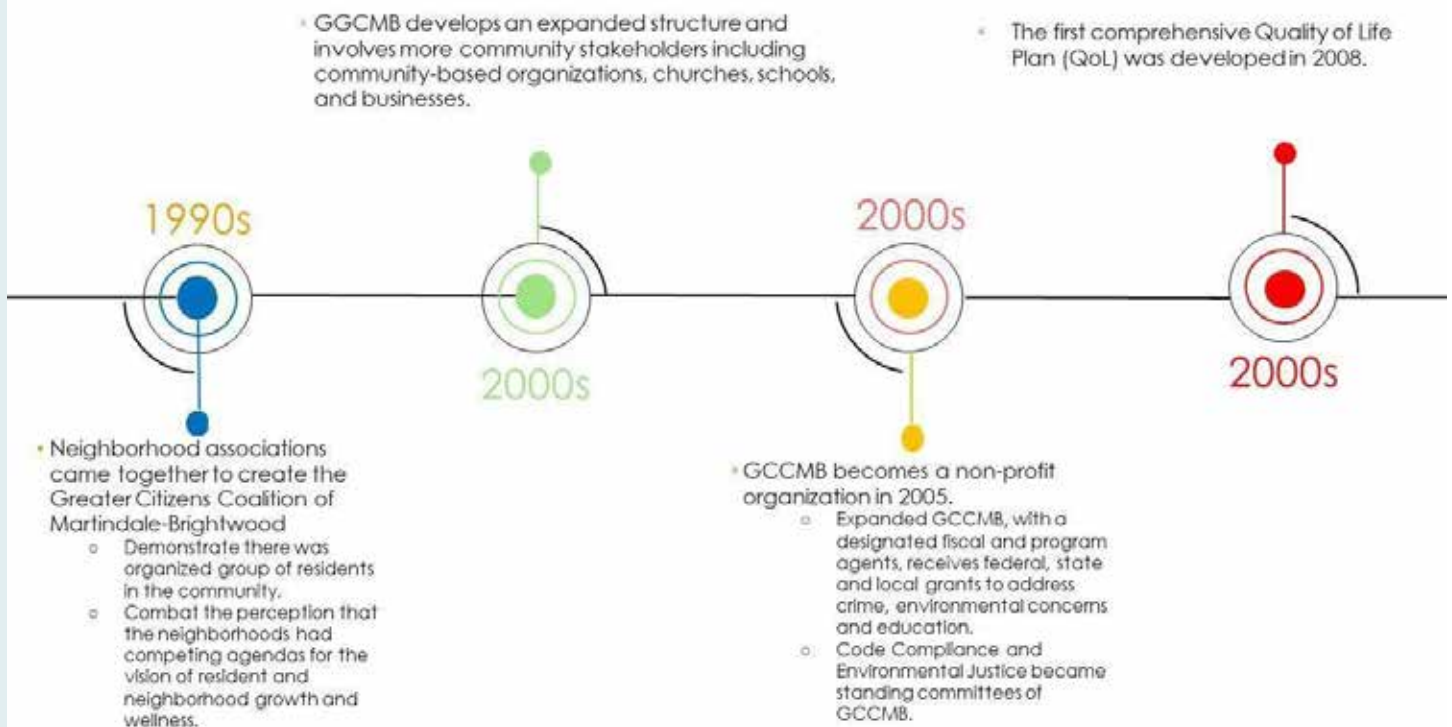 GGCMB develops an expanded structure and
involves more community stakeholders including
community-based organizations, churches, schools,
and businesses.
The first comprehensive Quality of Life
Plan (QoL) was developed in 2008.
1990s
2000s
2000s
2000s
Neighborhood associations
came together to create the
Greater Citizens Coalition of
Martindale-Brightwood
Demonstrate there was
organized group of residents
in the community.
Combat the perception that
the neighborhoods had
competing agendas for the
vision of resident and
neighborhood growth and
wellness.
GCCMB becomes a non-profit
organization in 2005.
Expanded GCCMB, with a
designated fiscal and program
agents, receives federal, state
and local grants to address
crime, environmental concerns
and education.
Code Compliance and
Environmental Justice became
standing committees of
GCCMB.